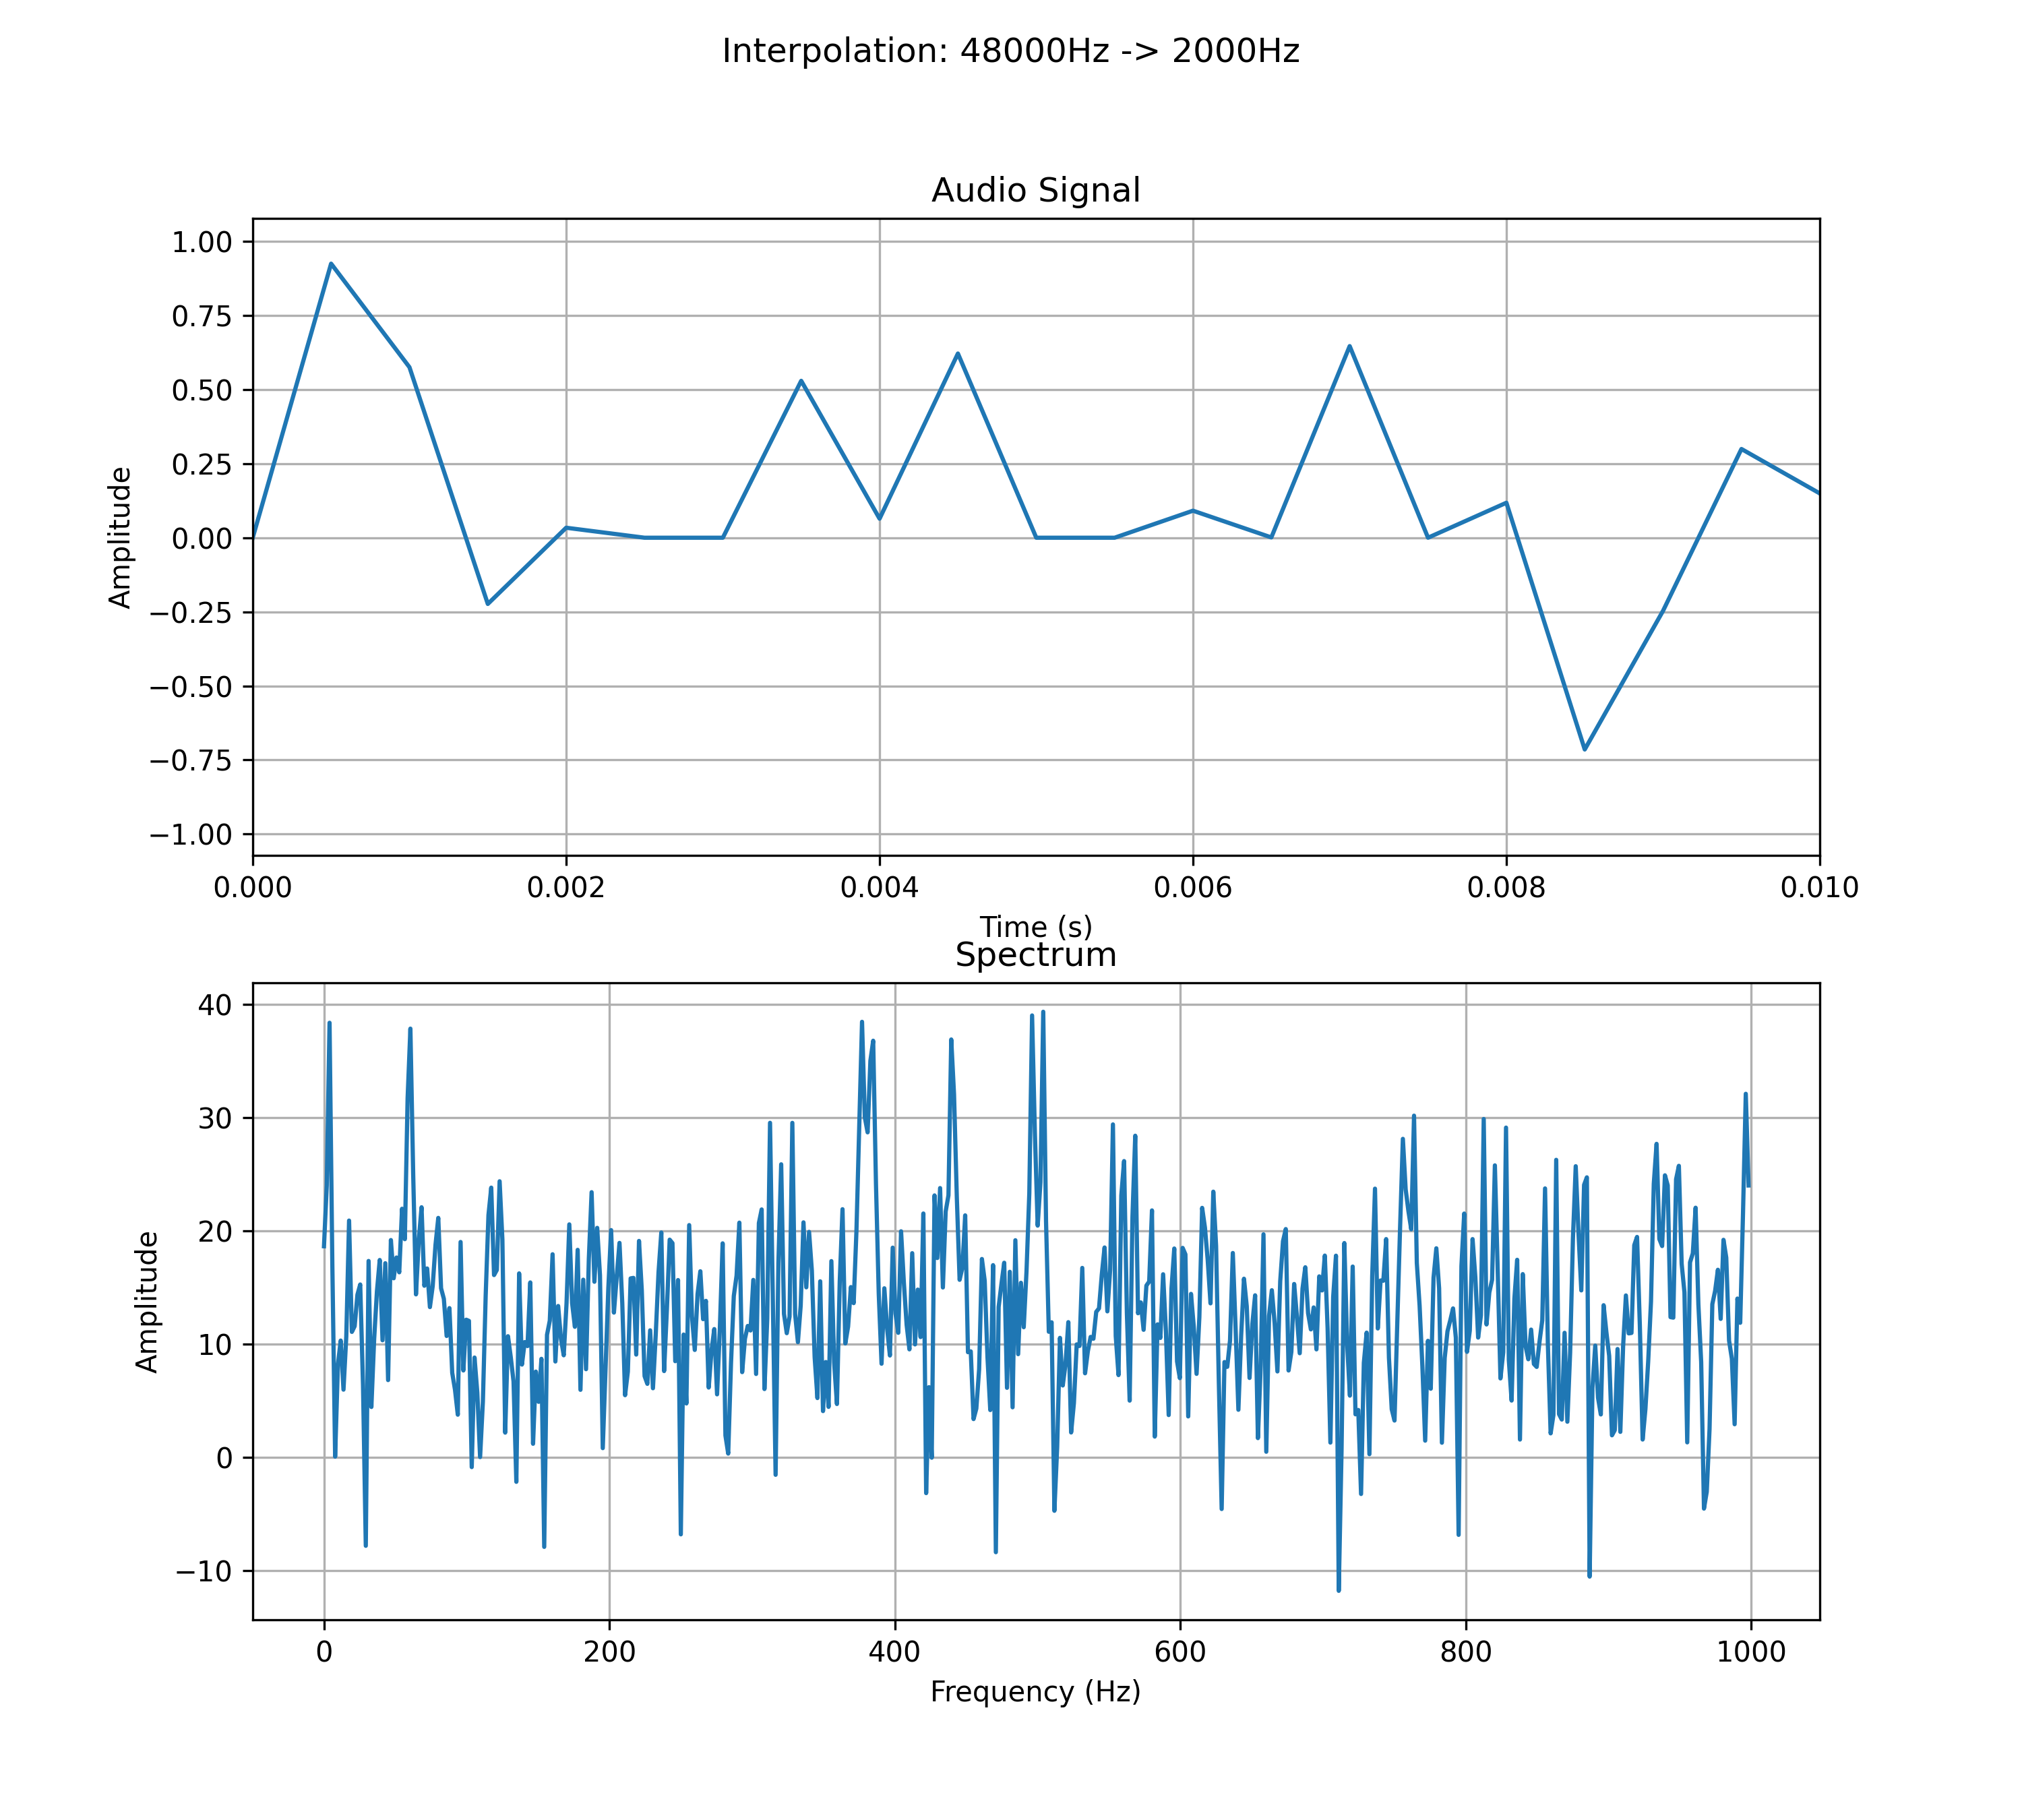 Interpolation: 48000Hz -> 2000Hz
Audio Signal
1.00
0.75
0.50
0.25
0.00
−0.25
−0.50
−0.75
−1.00
Amplitude
0.000 0.002 0.004 0.006 0.008 0.010
Time (s)
Spectrum
40
30
20
10
0
−10
Amplitude
0 200 400 600 800 1000
Frequency (Hz)